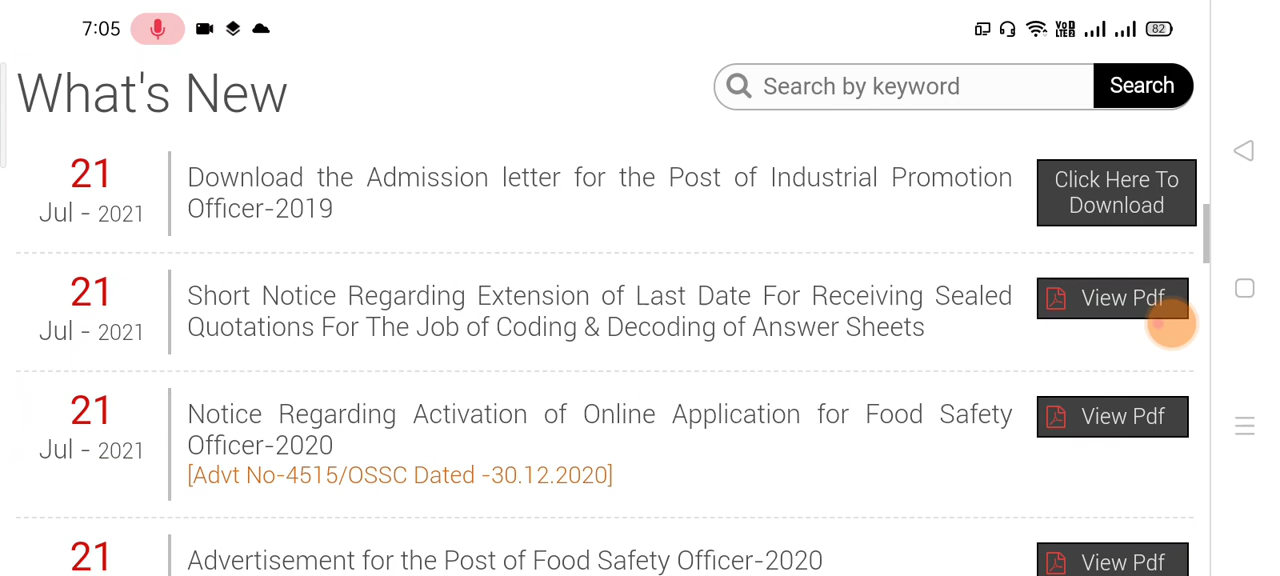 7:05 VoD LTEB 82
What's New
Search by keyword Search
21
Jul - 2021
Download the Admission letter for the Post of Industrial Promotion
Officer-2019
Click Here To
Download
21
Jul - 2021
Short Notice Regarding Extension of Last Date For Receiving Sealed
Quotations For The Job of Coding & Decoding of Answer Sheets
View Pdf
21
Jul - 2021
Notice Regarding Activation of Online Application for Food Safety
Officer-2020
[Advt No-4515/OSSC Dated -30.12.2020]
View Pdf
21
Advertisement for the Post of Food Safety Officer-2020
View Pdf